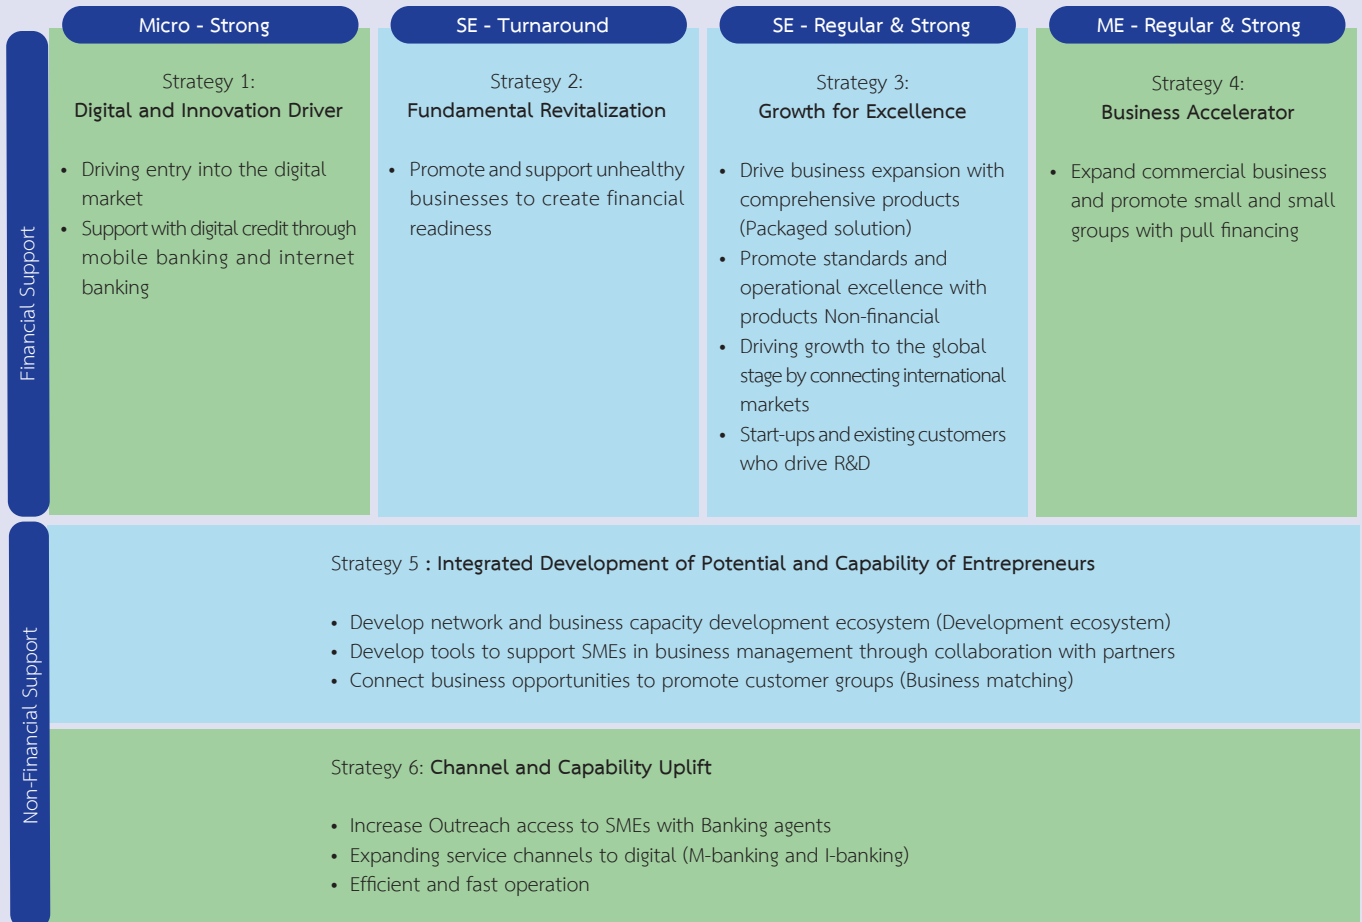 Micro - Strong
SE - Turnaround
SE - Regular & Strong
ME - Regular & Strong
Financial Support
Strategy 1:
Digital and Innovation Driver
• Driving entry into the digital
market
• Support with digital credit through
mobile banking and internet
banking
Strategy 2:
Fundamental Revitalization
• Promote and support unhealthy
businesses to create financial
readiness
Strategy 3:
Growth for Excellence
• Drive business expansion with
comprehensive products
(Packaged solution)
• Promote standards and
operational excellence with
products Non-financial
• Driving growth to the global
stage by connecting international
markets
• Start-ups and existing customers
who drive R&D
Strategy 4:
Business Accelerator
• Expand commercial business
and promote small and small
groups with pull financing
Non-Financial Support
Strategy 5 : Integrated Development of Potential and Capability of Entrepreneurs
• Develop network and business capacity development ecosystem (Development ecosystem)
• Develop tools to support SMEs in business management through collaboration with partners
• Connect business opportunities to promote customer groups (Business matching)
Strategy 6: Channel and Capability Uplift
• Increase Outreach access to SMEs with Banking agents
• Expanding service channels to digital (M-banking and I-banking)
• Efficient and fast operation